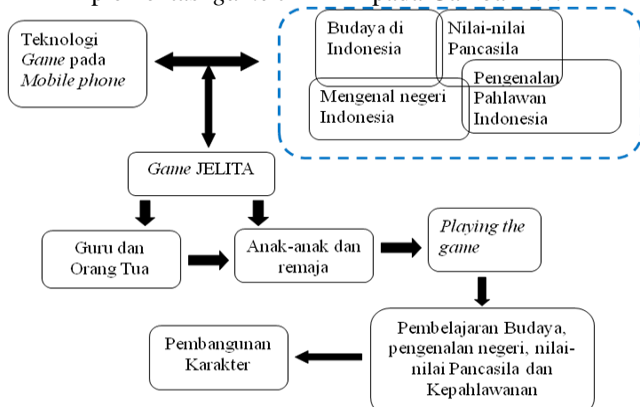 Teknologi
Game pada
Mobile phone
Budaya di
Indonesia
Nilai-nilai
Pancasila
Mengenal negeri
Indonesia
Pengenalan
Pahlawan
Indonesia
Game JELITA
Guru dan
Orang Tua
Anak-anak dan
remaja
Playing the
game
Pembangunan
Karakter
Pembelajaran Budaya,
pengenalan negeri, nilai-
nilai Pancasila dan
Kepahlawanan